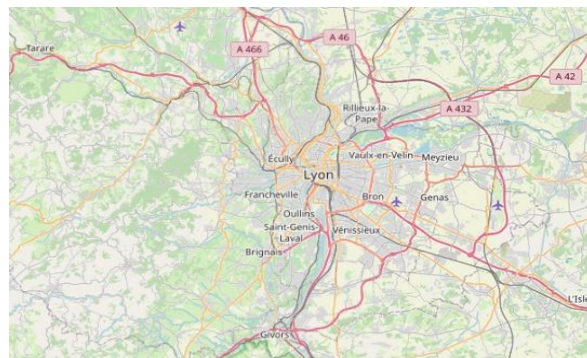 A 46
Tarare
A 466
A 42
A 432
Rillieux-la-
Pape
Écully
Vaulx-en-Velin
Meyzieu
Lyon
Francheville
Bron
Genas
Oullins
Saint-Genis-
Laval
Vénissieux
Brignais
L'Isle
Givors